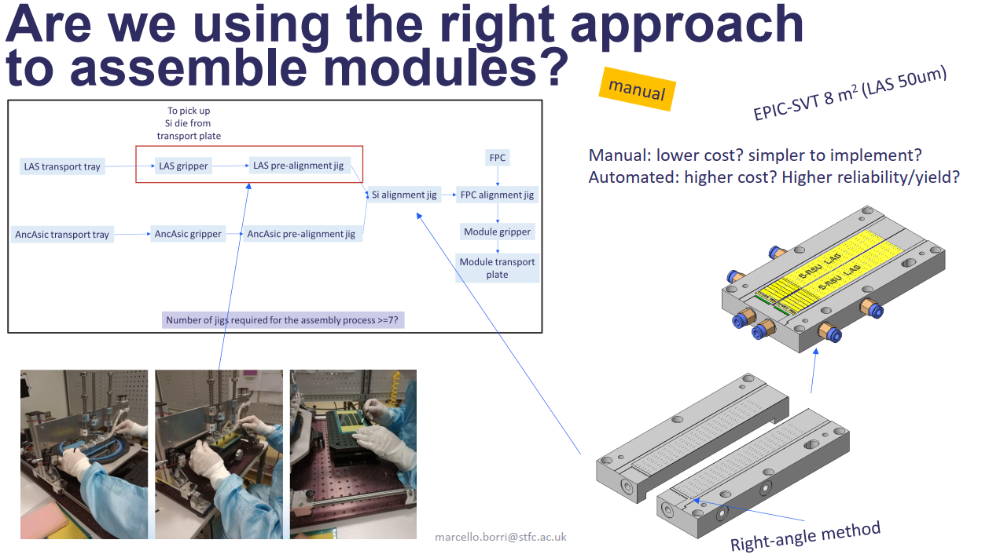 Are we using the right approach
to assemble modules?
manual
EPIC-SVT 8 m² (LAS 50um)
To pick up
Si die from
transport plate
LAS transport tray
LAS gripper
LAS pre-alignment jig
FPC
Si alignment jig
FPC alignment jig
AncAsic transport tray
AncAsic gripper
AncAsic pre-alignment jig
Module gripper
Module transport
plate
Number of jigs required for the assembly process >=7?
Manual: lower cost? simpler to implement?
Automated: higher cost? Higher reliability/yield?
5-RSU LAS
5-RSU LAS
Right-angle method
marcello.borri@stfc.ac.uk